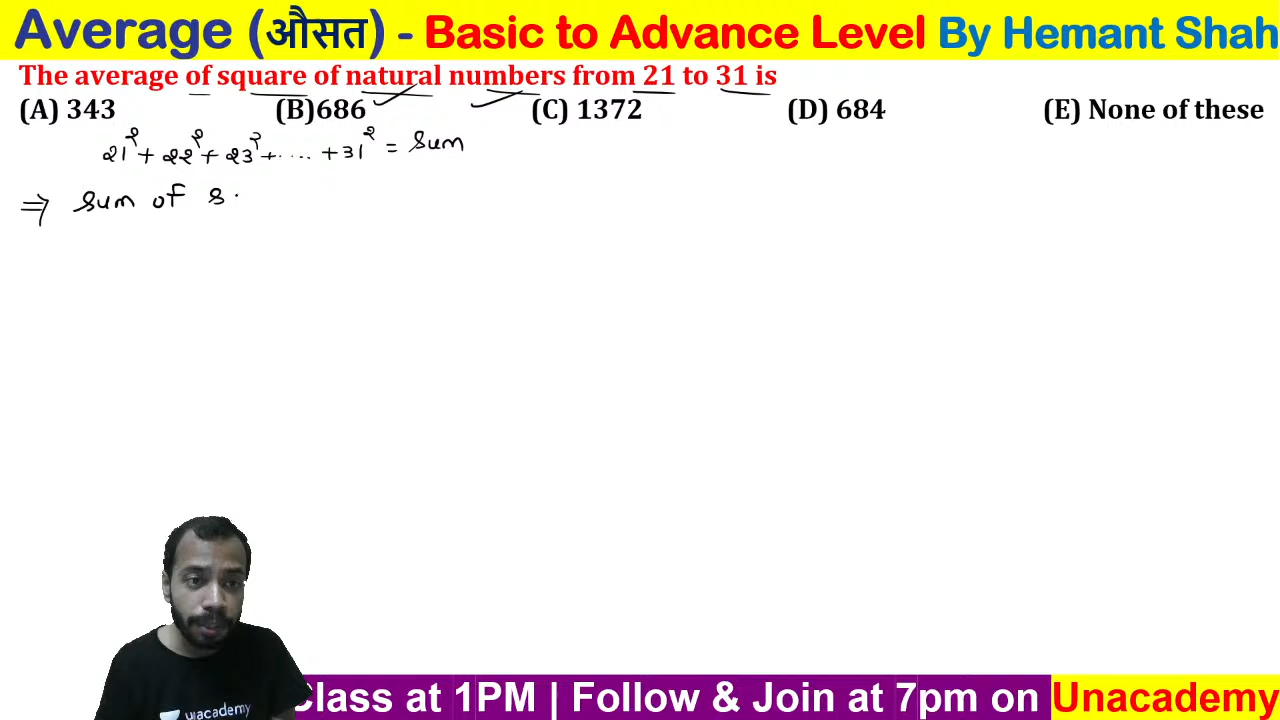 Average (औसत) - Basic to Advance Level By Hemant Shah
The average of square of natural numbers from 21 to 31 is
(A) 343 (B)686 (C) 1372 (D) 684 (E) None of these
21² + 22² + 23² + .... + 31² = sum
⇒ sum of s
unacademy
Class at 1PM | Follow & Join at 7pm on Unacademy